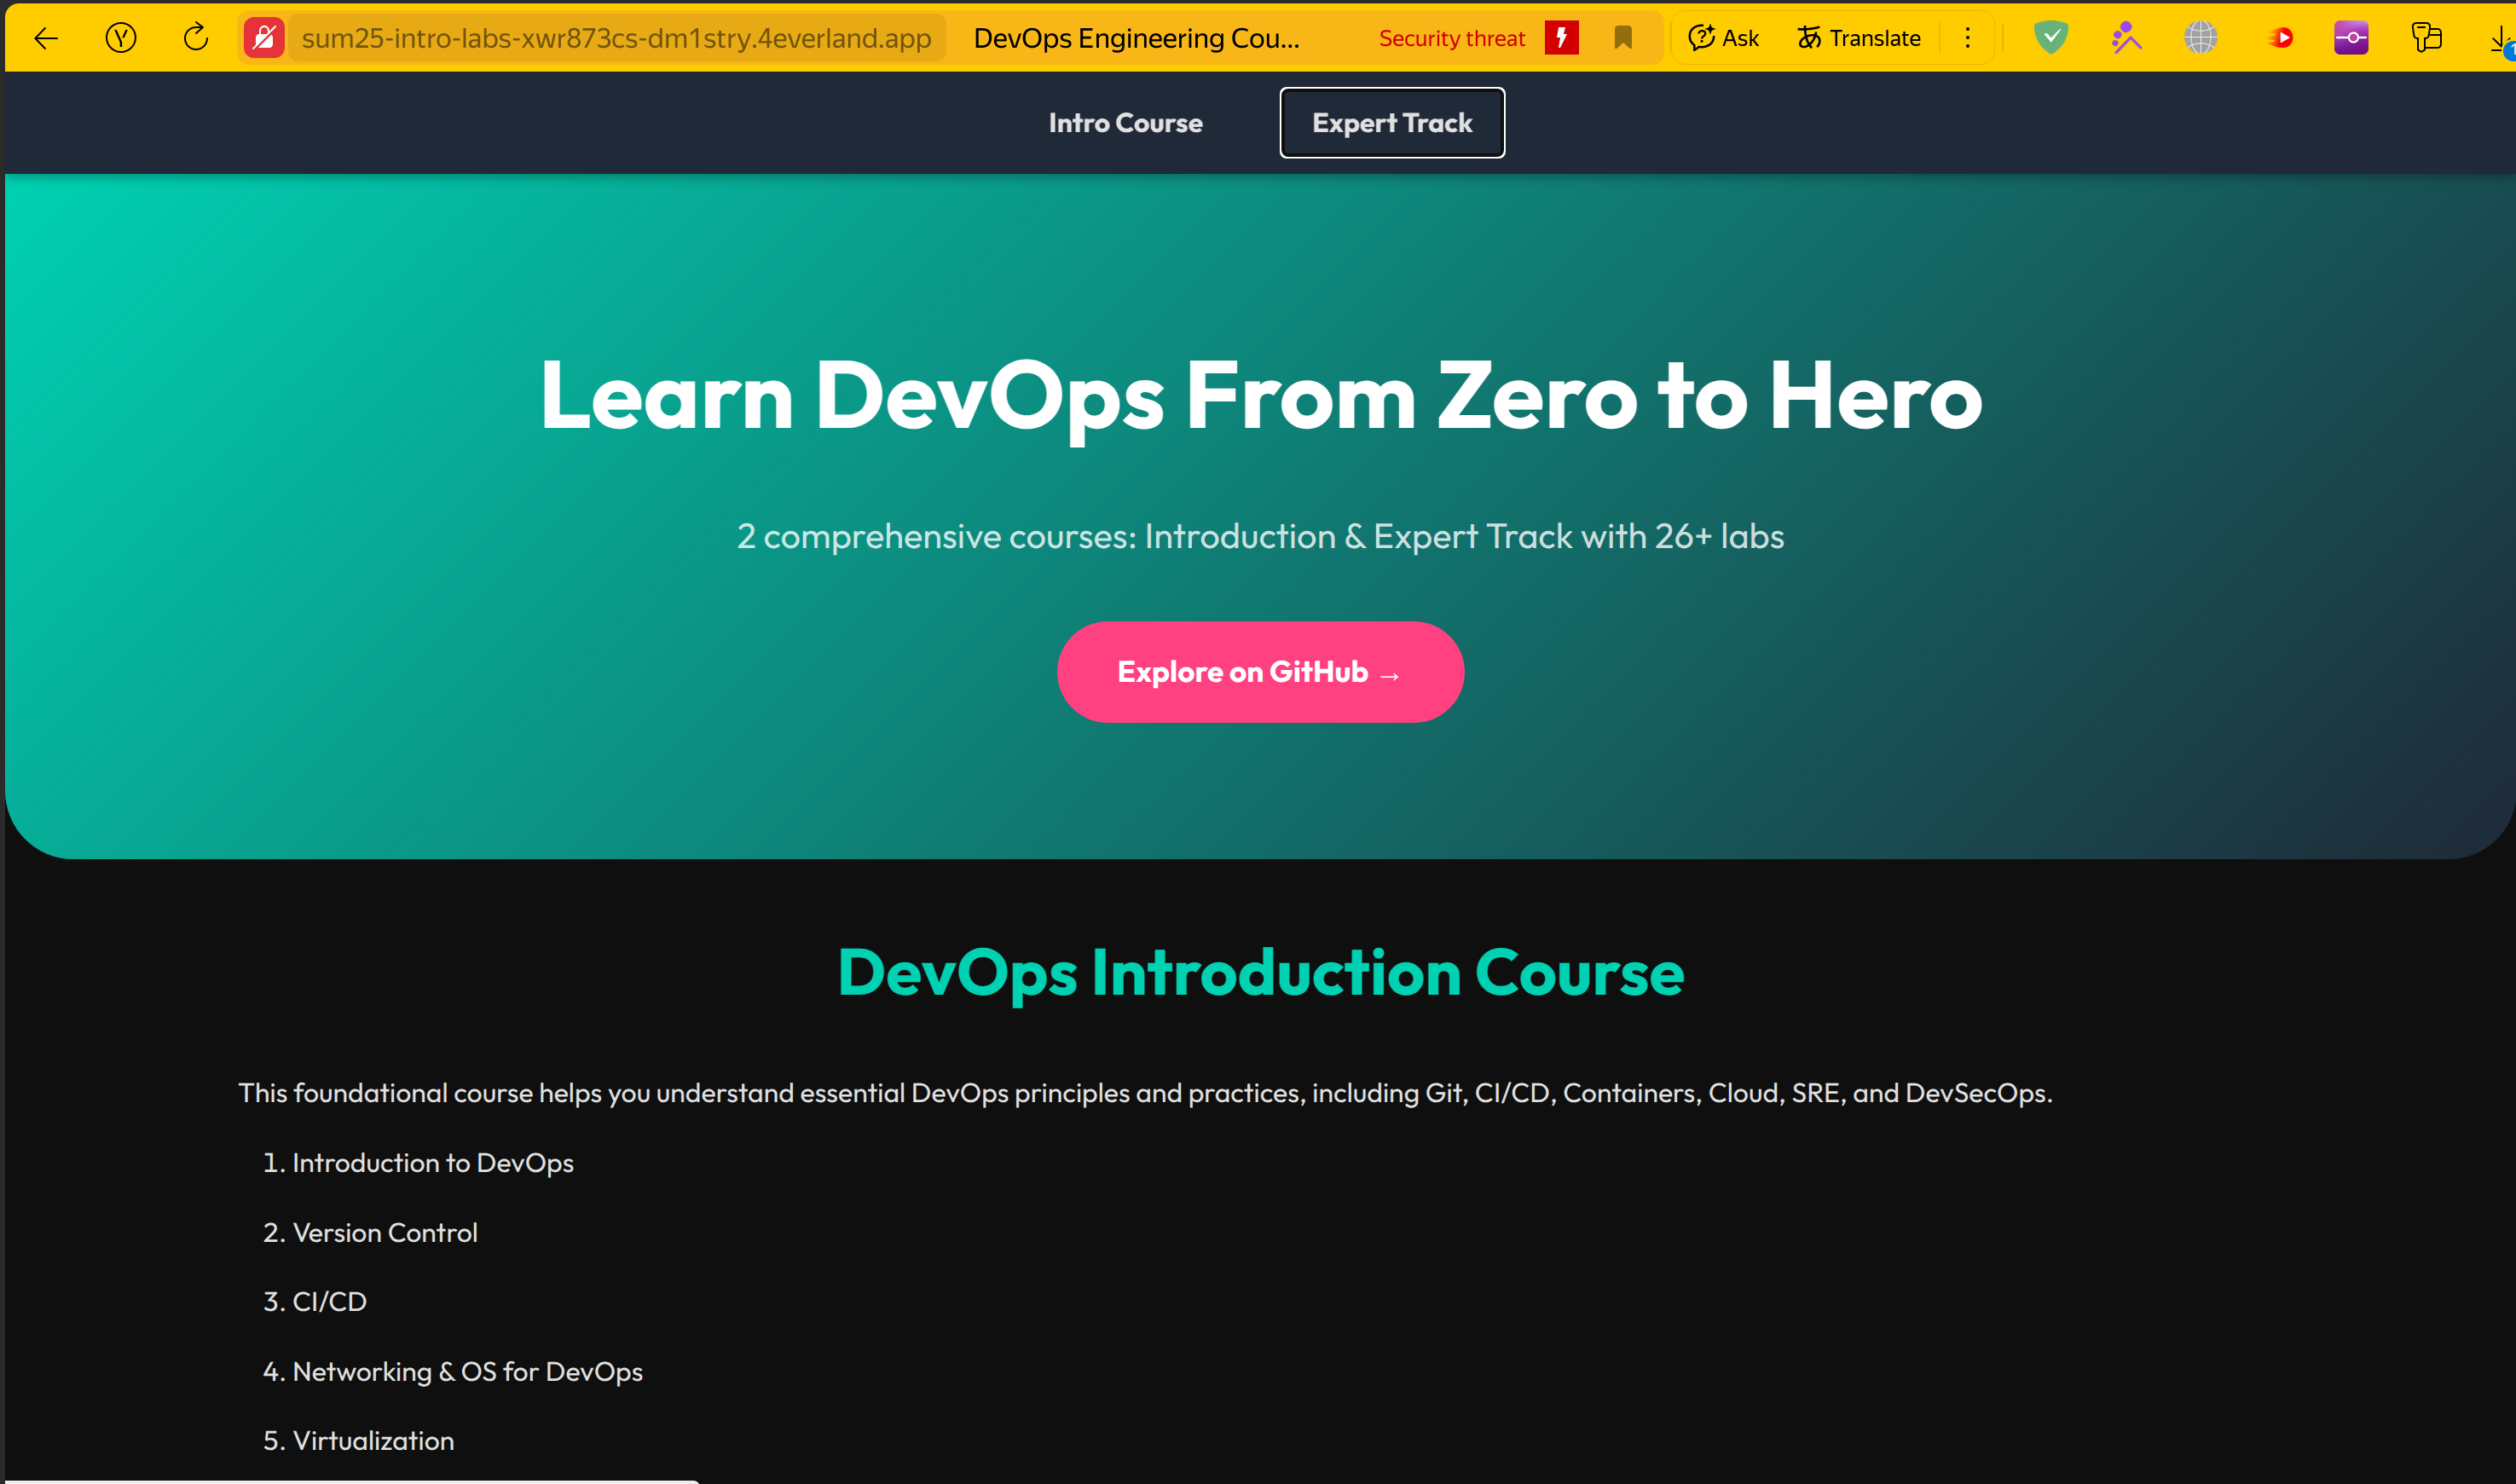 sum25-intro-labs-xwr873cs-dm1stry.4everland.app DevOps Engineering Cou... Security threat Ask Translate
Intro Course Expert Track
Learn DevOps From Zero to Hero
2 comprehensive courses: Introduction & Expert Track with 26+ labs
Explore on GitHub →
DevOps Introduction Course
This foundational course helps you understand essential DevOps principles and practices, including Git, CI/CD, Containers, Cloud, SRE, and DevSecOps.
1. Introduction to DevOps
2. Version Control
3. CI/CD
4. Networking & OS for DevOps
5. Virtualization